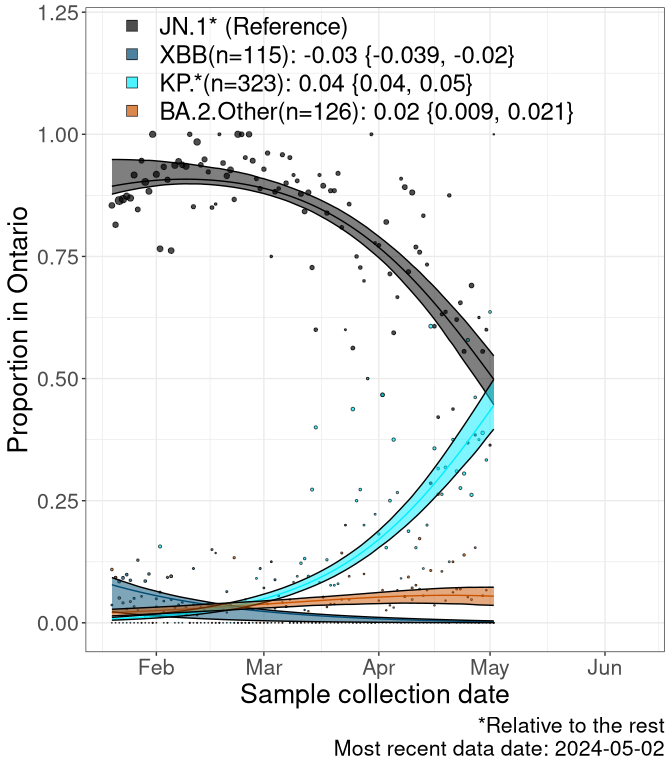 1.25
JN.1* (Reference)
XBB(n=115): -0.03 {-0.039, -0.02}
KP.*(n=323): 0.04 {0.04, 0.05}
BA.2.Other(n=126): 0.02 {0.009, 0.021}
1.00
0.75
0.50
0.25
0.00
Proportion in Ontario
Feb Mar Apr May Jun
Sample collection date
*Relative to the rest
Most recent data date: 2024-05-02